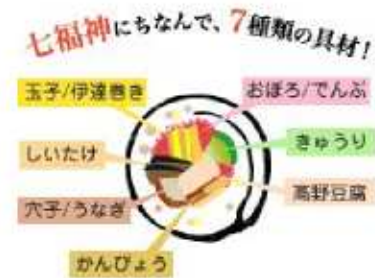 七福神にちなんで、7種類の具材!
玉子/伊達巻き
おぼろ/でんぶ
しいたけ
きゅうり
穴子/うなぎ
高野豆腐
かんぴょう